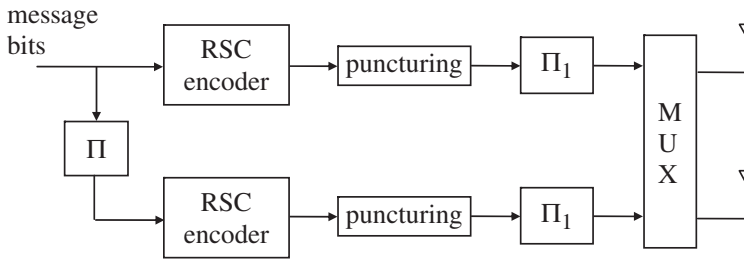 message
bits
RSC
encoder
puncturing
Π1
M
U
X
Π
RSC
encoder
puncturing
Π1